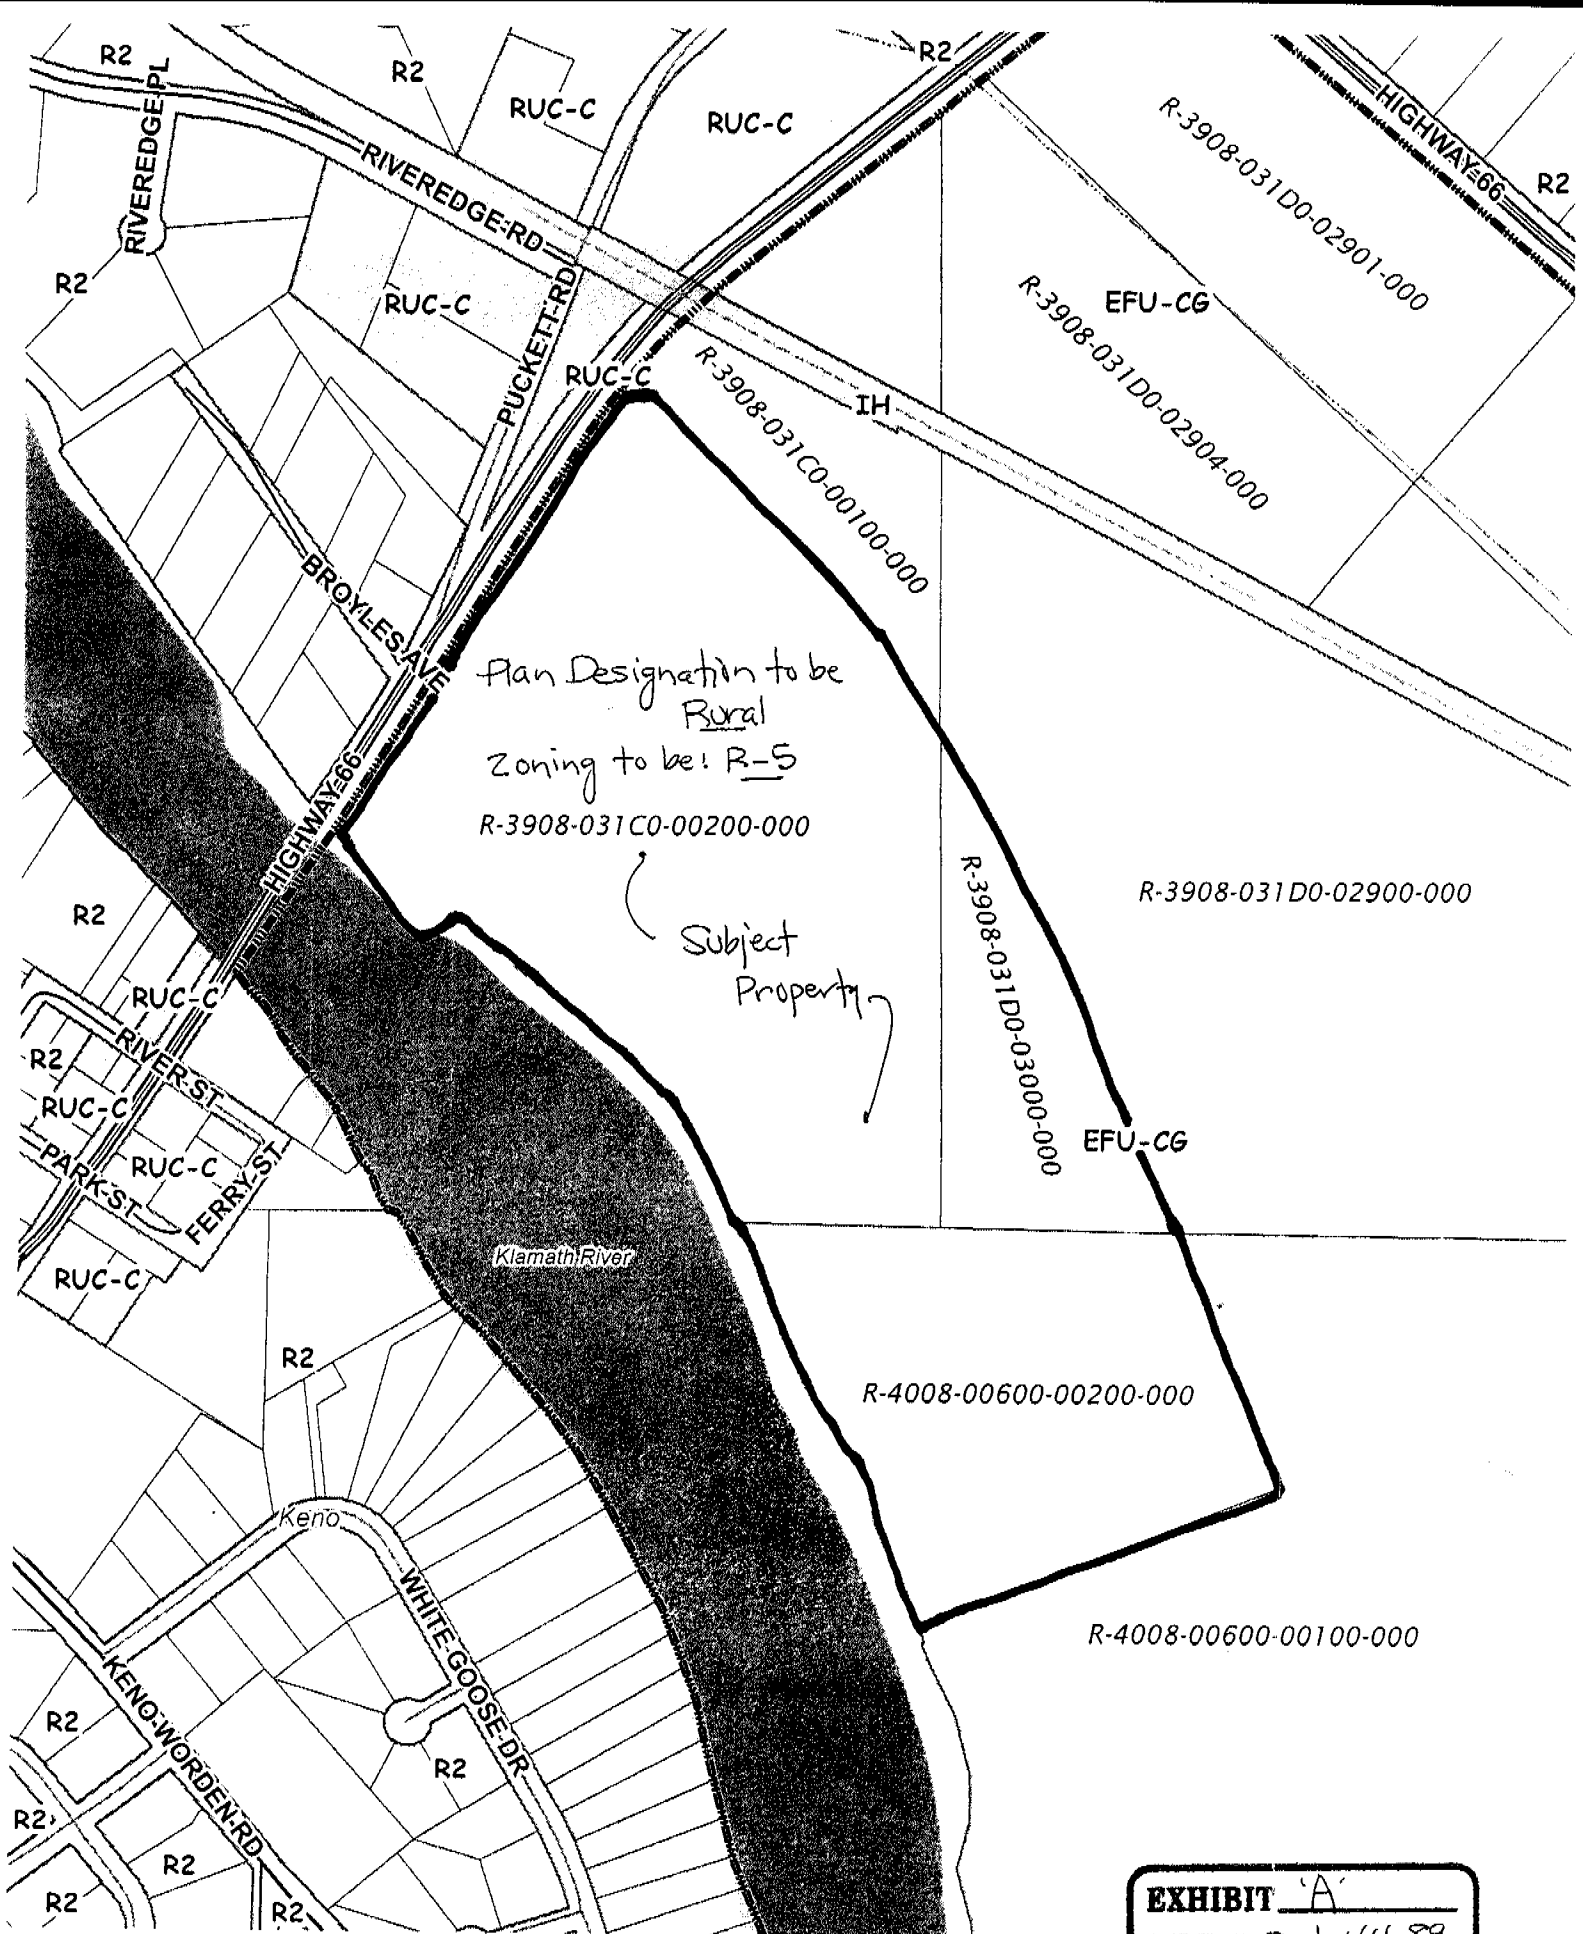 R2
R2
R2
RUC-C
RUC-C
RIVEREDGE PL
RIVEREDGE RD
HIGHWAY 66
R-3908-031D0-02901-000
R2
R2
RUC-C
PUCKETT RD
EFU-CG
R-3908-031D0-02904-000
RUC-C
R-3908-031C0-00100-000
IH
BROYLES AVE
Plan Designation to be
Rural
Zoning to be: R-5
R-3908-031C0-00200-000
HIGHWAY 66
Subject
Property
R-3908-031D0-03000-000
R-3908-031D0-02900-000
R2
RUC-C
RIVER ST
R2
RUC-C
RUC-C
PARK ST
FERRY ST
EFU-CG
RUC-C
Klamath River
R2
R-4008-00600-00200-000
Keno
WHITE GOOSE DR
R-4008-00600-00100-000
KENO WORDEN RD
R2
R2
R2
R2
R2
R2
EXHIBIT 'A'